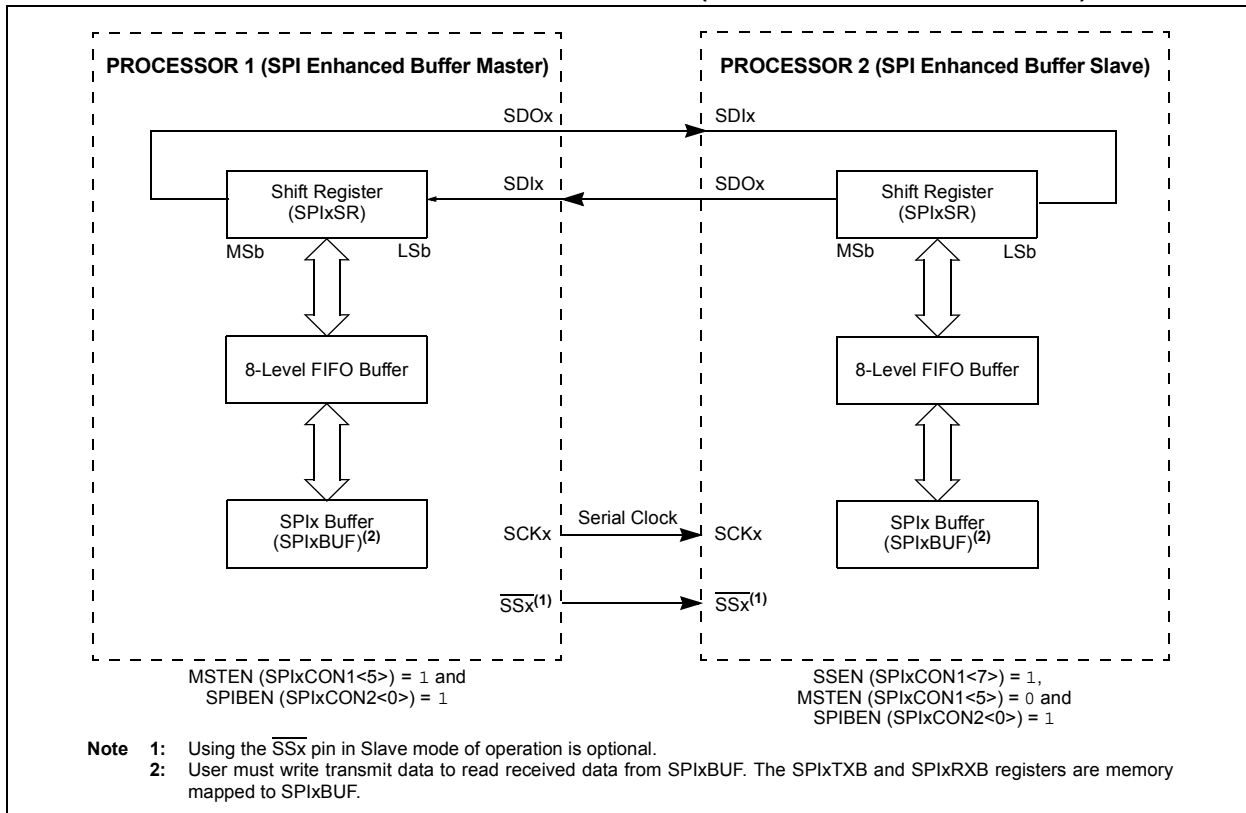 PROCESSOR 1 (SPI Enhanced Buffer Master)
PROCESSOR 2 (SPI Enhanced Buffer Slave)
SDOx
SDIx
SDIx
SDOx
Shift Register
(SPIxSR)
MSb
LSb
Shift Register
(SPIxSR)
MSb
LSb
8-Level FIFO Buffer
8-Level FIFO Buffer
SPIx Buffer
(SPIxBUF)(2)
SCKx
Serial Clock
SCKx
SPIx Buffer
(SPIxBUF)(2)
SSx(1)
SSx(1)
MSTEN (SPIxCON1<5>) = 1 and
SPIBEN (SPIxCON2<0>) = 1
SSEN (SPIxCON1<7>) = 1,
MSTEN (SPIxCON1<5>) = 0 and
SPIBEN (SPIxCON2<0>) = 1
Note 1: Using the SSx pin in Slave mode of operation is optional.
2: User must write transmit data to read received data from SPIxBUF. The SPIxTXB and SPIxRXB registers are memory
mapped to SPIxBUF.